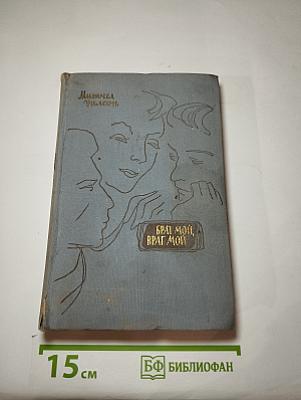 Митчел
Уилсон
БРАТ МОЙ,
ВРАГ МОЙ
15 см
БФ БИБЛИОФАН